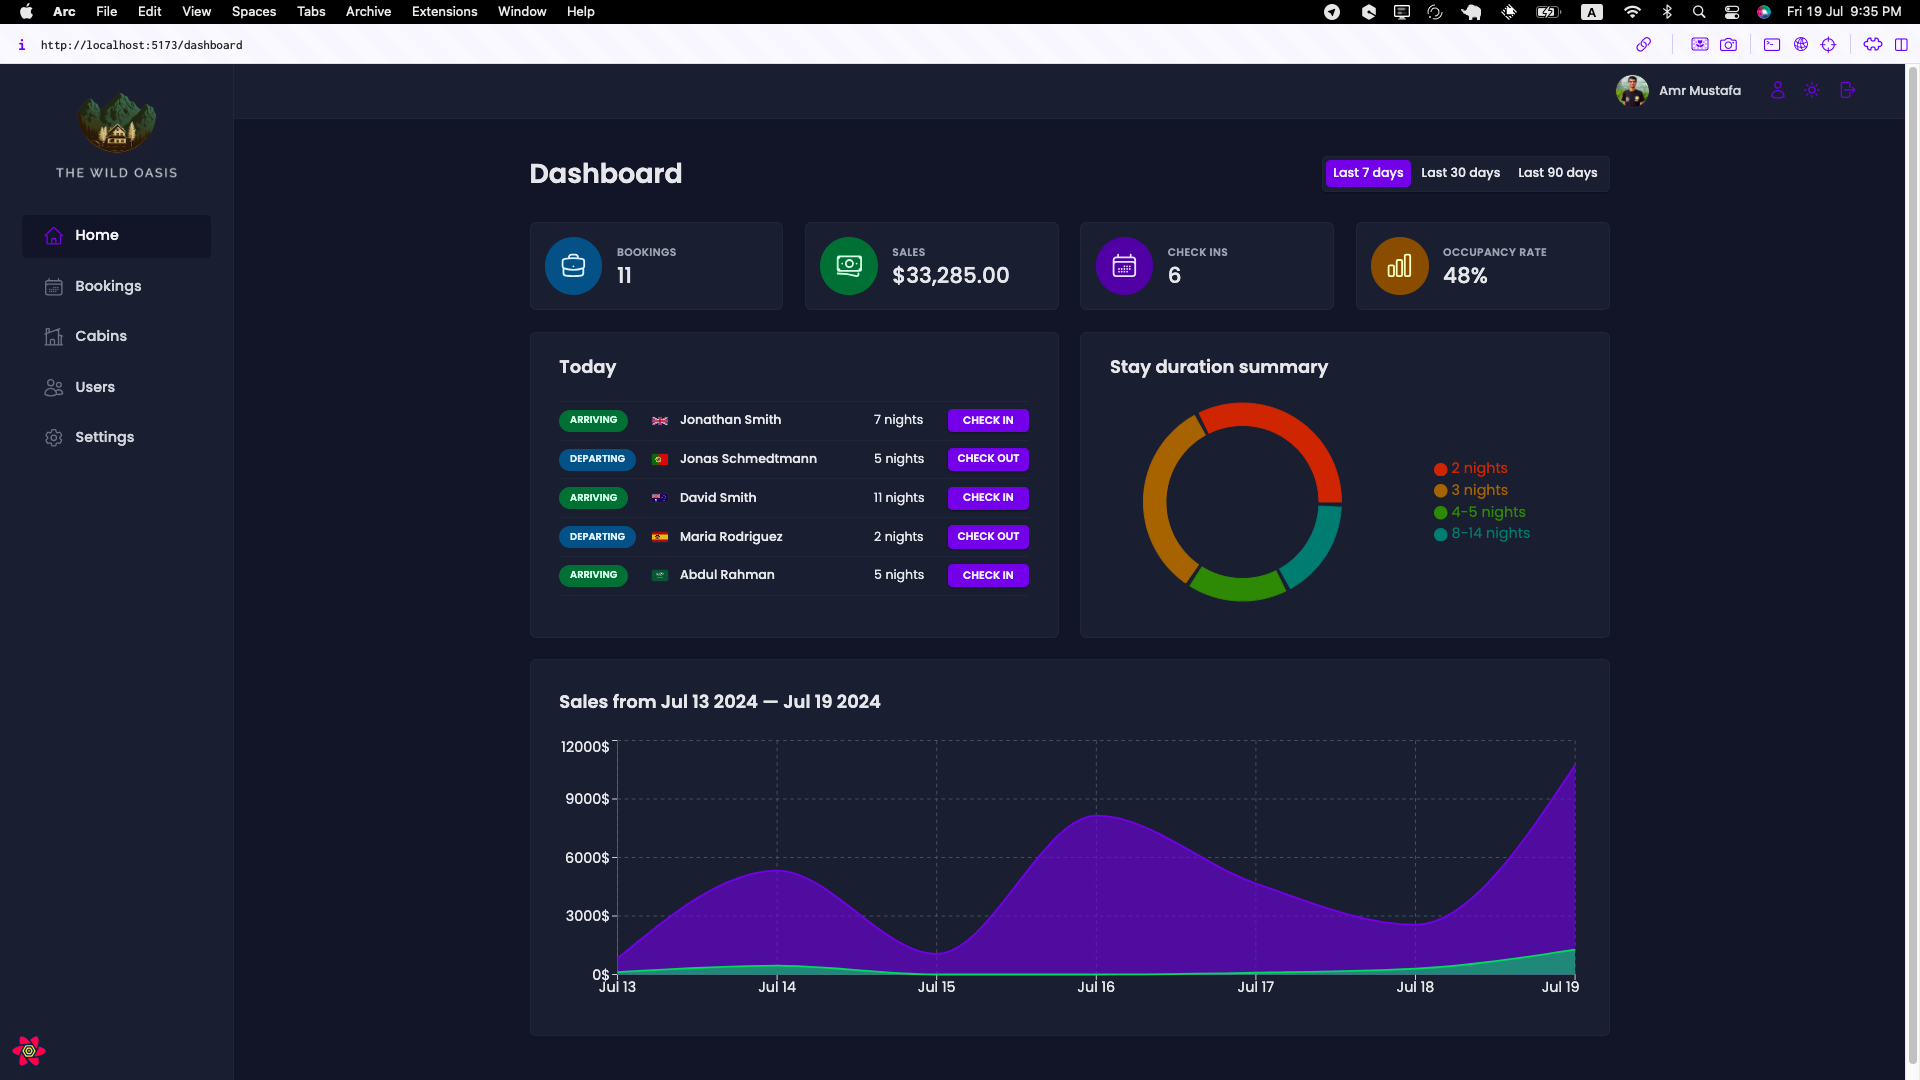 Arc File Edit View Spaces Tabs Archive Extensions Window Help
A
Fri 19 Jul 9:35 PM
i http://localhost:5173/dashboard
Amr Mustafa
THE WILD OASIS
Home
Bookings
Cabins
Users
Settings
Dashboard
Last 7 days Last 30 days Last 90 days
BOOKINGS
11
SALES
$33,285.00
CHECK INS
6
OCCUPANCY RATE
48%
Today
ARRIVING Jonathan Smith 7 nights CHECK IN
DEPARTING Jonas Schmedtmann 5 nights CHECK OUT
ARRIVING David Smith 11 nights CHECK IN
DEPARTING Maria Rodriguez 2 nights CHECK OUT
ARRIVING Abdul Rahman 5 nights CHECK IN
Stay duration summary
2 nights
3 nights
4-5 nights
8-14 nights
Sales from Jul 13 2024 — Jul 19 2024
12000$
9000$
6000$
3000$
0$
Jul 13 Jul 14 Jul 15 Jul 16 Jul 17 Jul 18 Jul 19